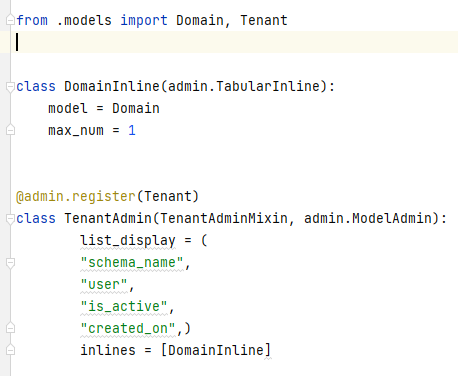 from .models import Domain, Tenant
class DomainInline(admin.TabularInline):
    model = Domain
    max_num = 1
@admin.register(Tenant)
class TenantAdmin(TenantAdminMixin, admin.ModelAdmin):
        list_display = (
        "schema_name",
        "user",
        "is_active",
        "created_on",)
        inlines = [DomainInline]